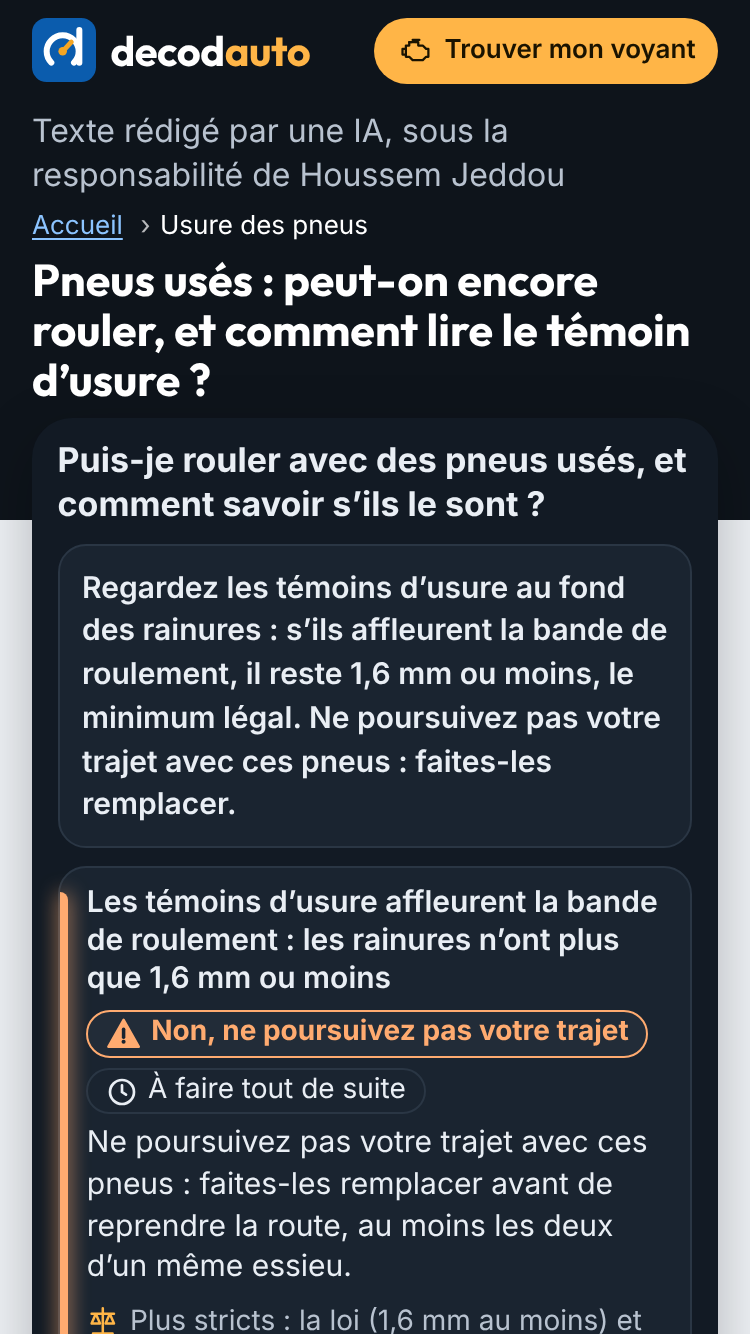 decodauto
Trouver mon voyant
Texte rédigé par une IA, sous la
responsabilité de Houssem Jeddou
Accueil › Usure des pneus
Pneus usés : peut-on encore
rouler, et comment lire le témoin
d’usure ?
Puis-je rouler avec des pneus usés, et
comment savoir s’ils le sont ?
Regardez les témoins d’usure au fond
des rainures : s’ils affleurent la bande de
roulement, il reste 1,6 mm ou moins, le
minimum légal. Ne poursuivez pas votre
trajet avec ces pneus : faites-les
remplacer.
Les témoins d’usure affleurent la bande
de roulement : les rainures n’ont plus
que 1,6 mm ou moins
Non, ne poursuivez pas votre trajet
À faire tout de suite
Ne poursuivez pas votre trajet avec ces
pneus : faites-les remplacer avant de
reprendre la route, au moins les deux
d’un même essieu.
Plus stricts : la loi (1,6 mm au moins) et